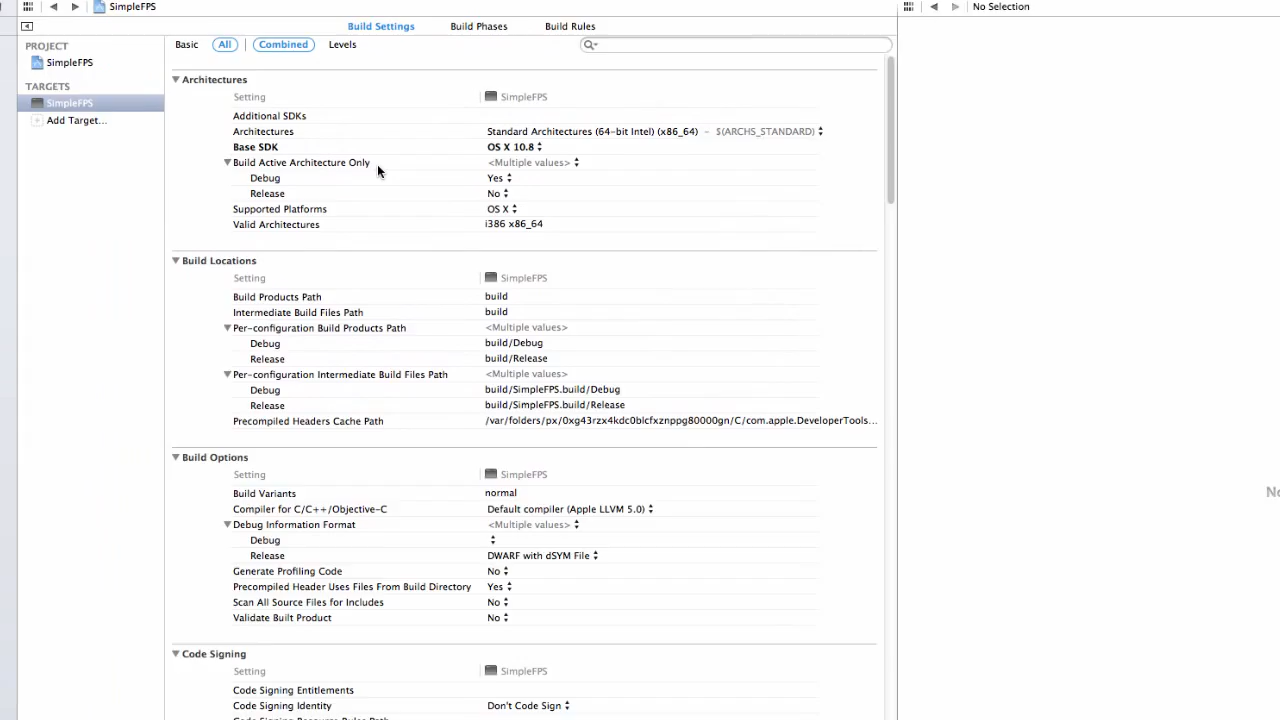 SimpleFPS
No Selection
Build Settings Build Phases Build Rules
PROJECT
SimpleFPS
TARGETS
SimpleFPS
Add Target...
Basic All Combined Levels
Architectures
Setting SimpleFPS
Additional SDKs
Architectures Standard Architectures (64-bit Intel) (x86_64) - $(ARCHS_STANDARD)
Base SDK OS X 10.8
Build Active Architecture Only <Multiple values>
Debug Yes
Release No
Supported Platforms OS X
Valid Architectures i386 x86_64
Build Locations
Setting SimpleFPS
Build Products Path build
Intermediate Build Files Path build
Per-configuration Build Products Path <Multiple values>
Debug build/Debug
Release build/Release
Per-configuration Intermediate Build Files Path <Multiple values>
Debug build/SimpleFPS.build/Debug
Release build/SimpleFPS.build/Release
Precompiled Headers Cache Path /var/folders/px/0xg43rzx4kdc0blcfxznppg80000gn/C/com.apple.DeveloperTools...
Build Options
Setting SimpleFPS
Build Variants normal
Compiler for C/C++/Objective-C Default compiler (Apple LLVM 5.0)
Debug Information Format <Multiple values>
Debug
Release DWARF with dSYM File
Generate Profiling Code No
Precompiled Header Uses Files From Build Directory Yes
Scan All Source Files for Includes No
Validate Built Product No
Code Signing
Setting SimpleFPS
Code Signing Entitlements
Code Signing Identity Don't Code Sign